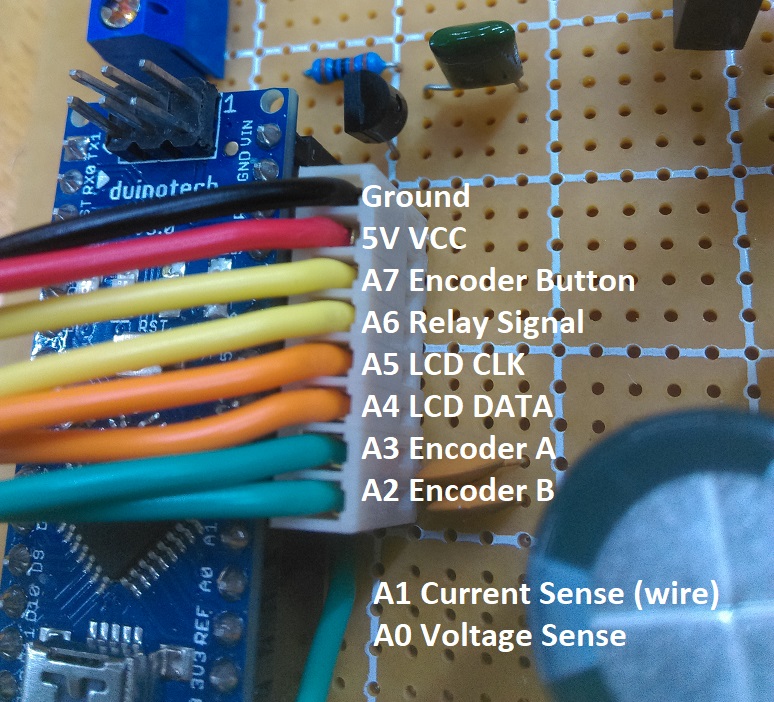 1
TX1
RX0
ST
VIN
GND
duinotech
Ground
5V VCC
A7 Encoder Button
RST
A6 Relay Signal
A5 LCD CLK
A4 LCD DATA
A3 Encoder A
A2 Encoder B
A1
D9
D10
A0
REF
3V3
A1 Current Sense (wire)
A0 Voltage Sense